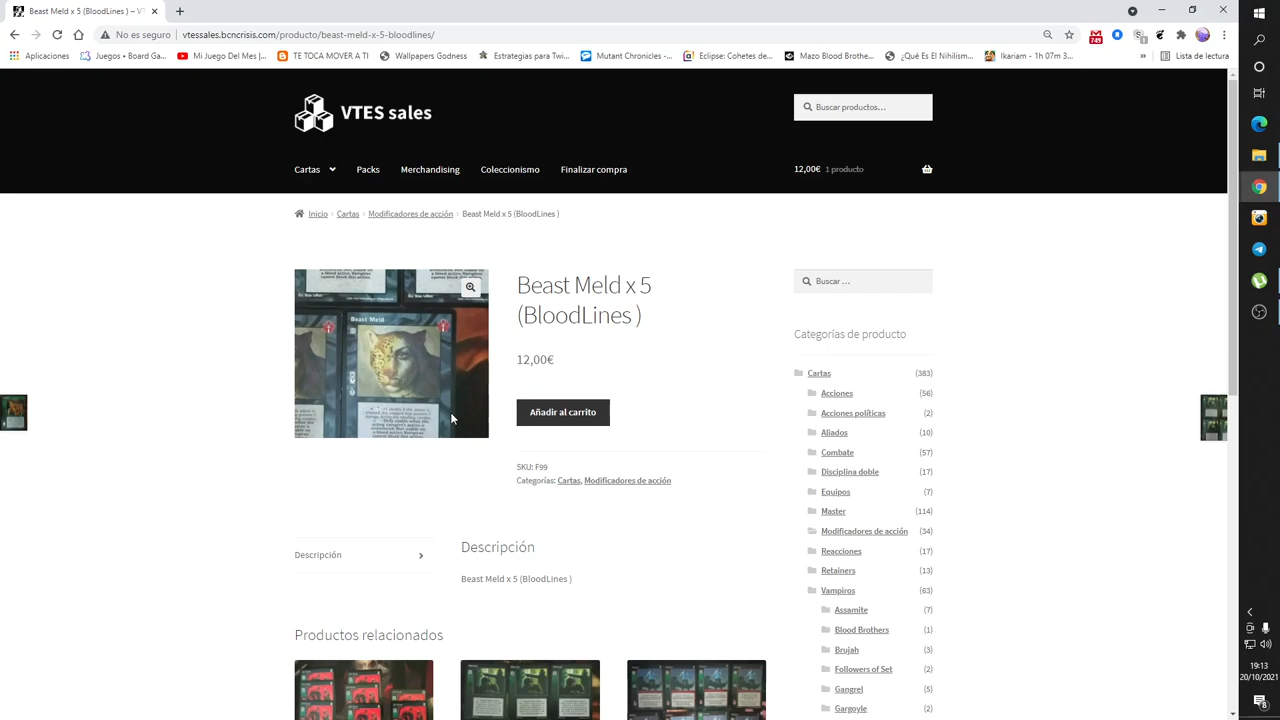 Beast Meld x 5 (BloodLines ) – VT
No es seguro
vtessales.bcncrisis.com/producto/beast-meld-x-5-bloodlines/
749
1
Aplicaciones
Juegos • Board Ga...
Mi Juego Del Mes |...
TE TOCA MOVER A TI
Wallpapers Godness
Estrategias para Twi...
Mutant Chronicles -...
Eclipse: Cohetes de...
Mazo Blood Brothe...
¿Qué Es El Nihilism...
Ikariam - 1h 07m 3...
»
Lista de lectura
VTES sales
Buscar productos...
Cartas
Packs
Merchandising
Coleccionismo
Finalizar compra
12,00€ 1 producto
Inicio > Cartas > Modificadores de acción > Beast Meld x 5 (BloodLines )
Beast Meld
Beast Meld x 5
(BloodLines )
12,00€
Añadir al carrito
SKU: F99
Categorías: Cartas, Modificadores de acción
Descripción
Descripción
Beast Meld x 5 (BloodLines )
Productos relacionados
Buscar ...
Categorías de producto
Cartas (383)
Acciones (56)
Acciones políticas (2)
Aliados (10)
Combate (57)
Disciplina doble (17)
Equipos (7)
Master (114)
Modificadores de acción (34)
Reacciones (17)
Retainers (13)
Vampiros (63)
Assamite (7)
Blood Brothers (1)
Brujah (3)
Followers of Set (2)
Gangrel (5)
Gargoyle (2)
19:13
20/10/2021